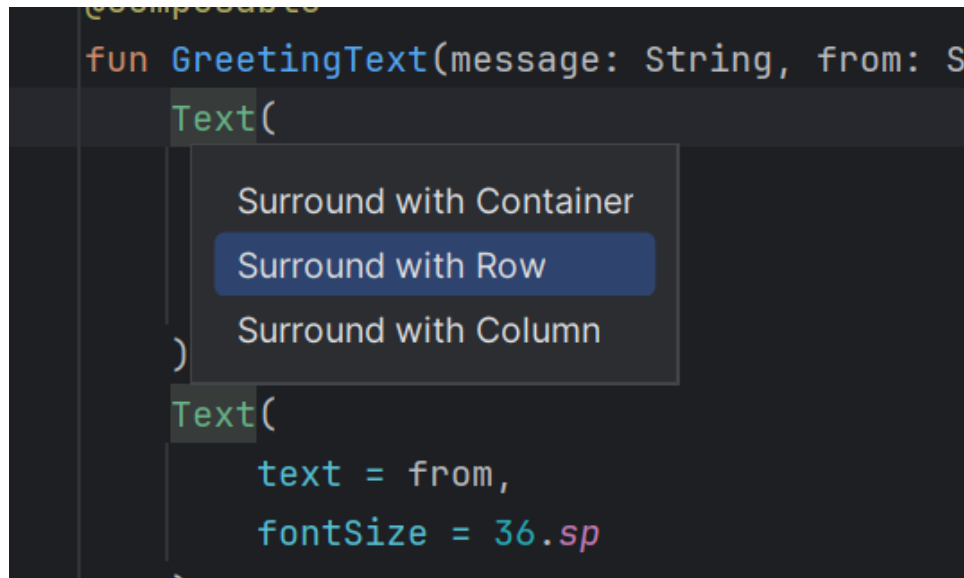 @Composable
fun GreetingText(message: String, from: S
Text(
Surround with Container
Surround with Row
Surround with Column
)
Text(
text = from,
fontSize = 36.sp